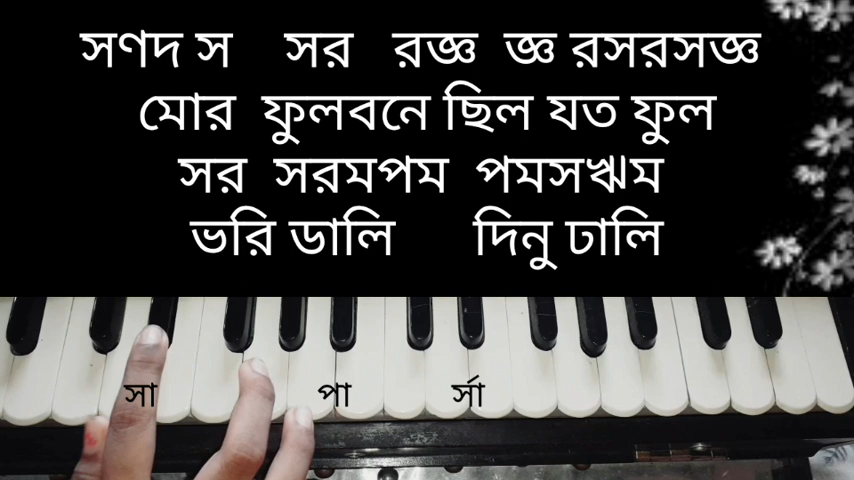 সণদ স সর রজ্ঞ জ্ঞ রসরসজ্ঞ
মোর ফুলবনে ছিল যত ফুল
সর সরমপম পমসঋম
ভরি ডালি দিনু ঢালি
সা পা র্সা